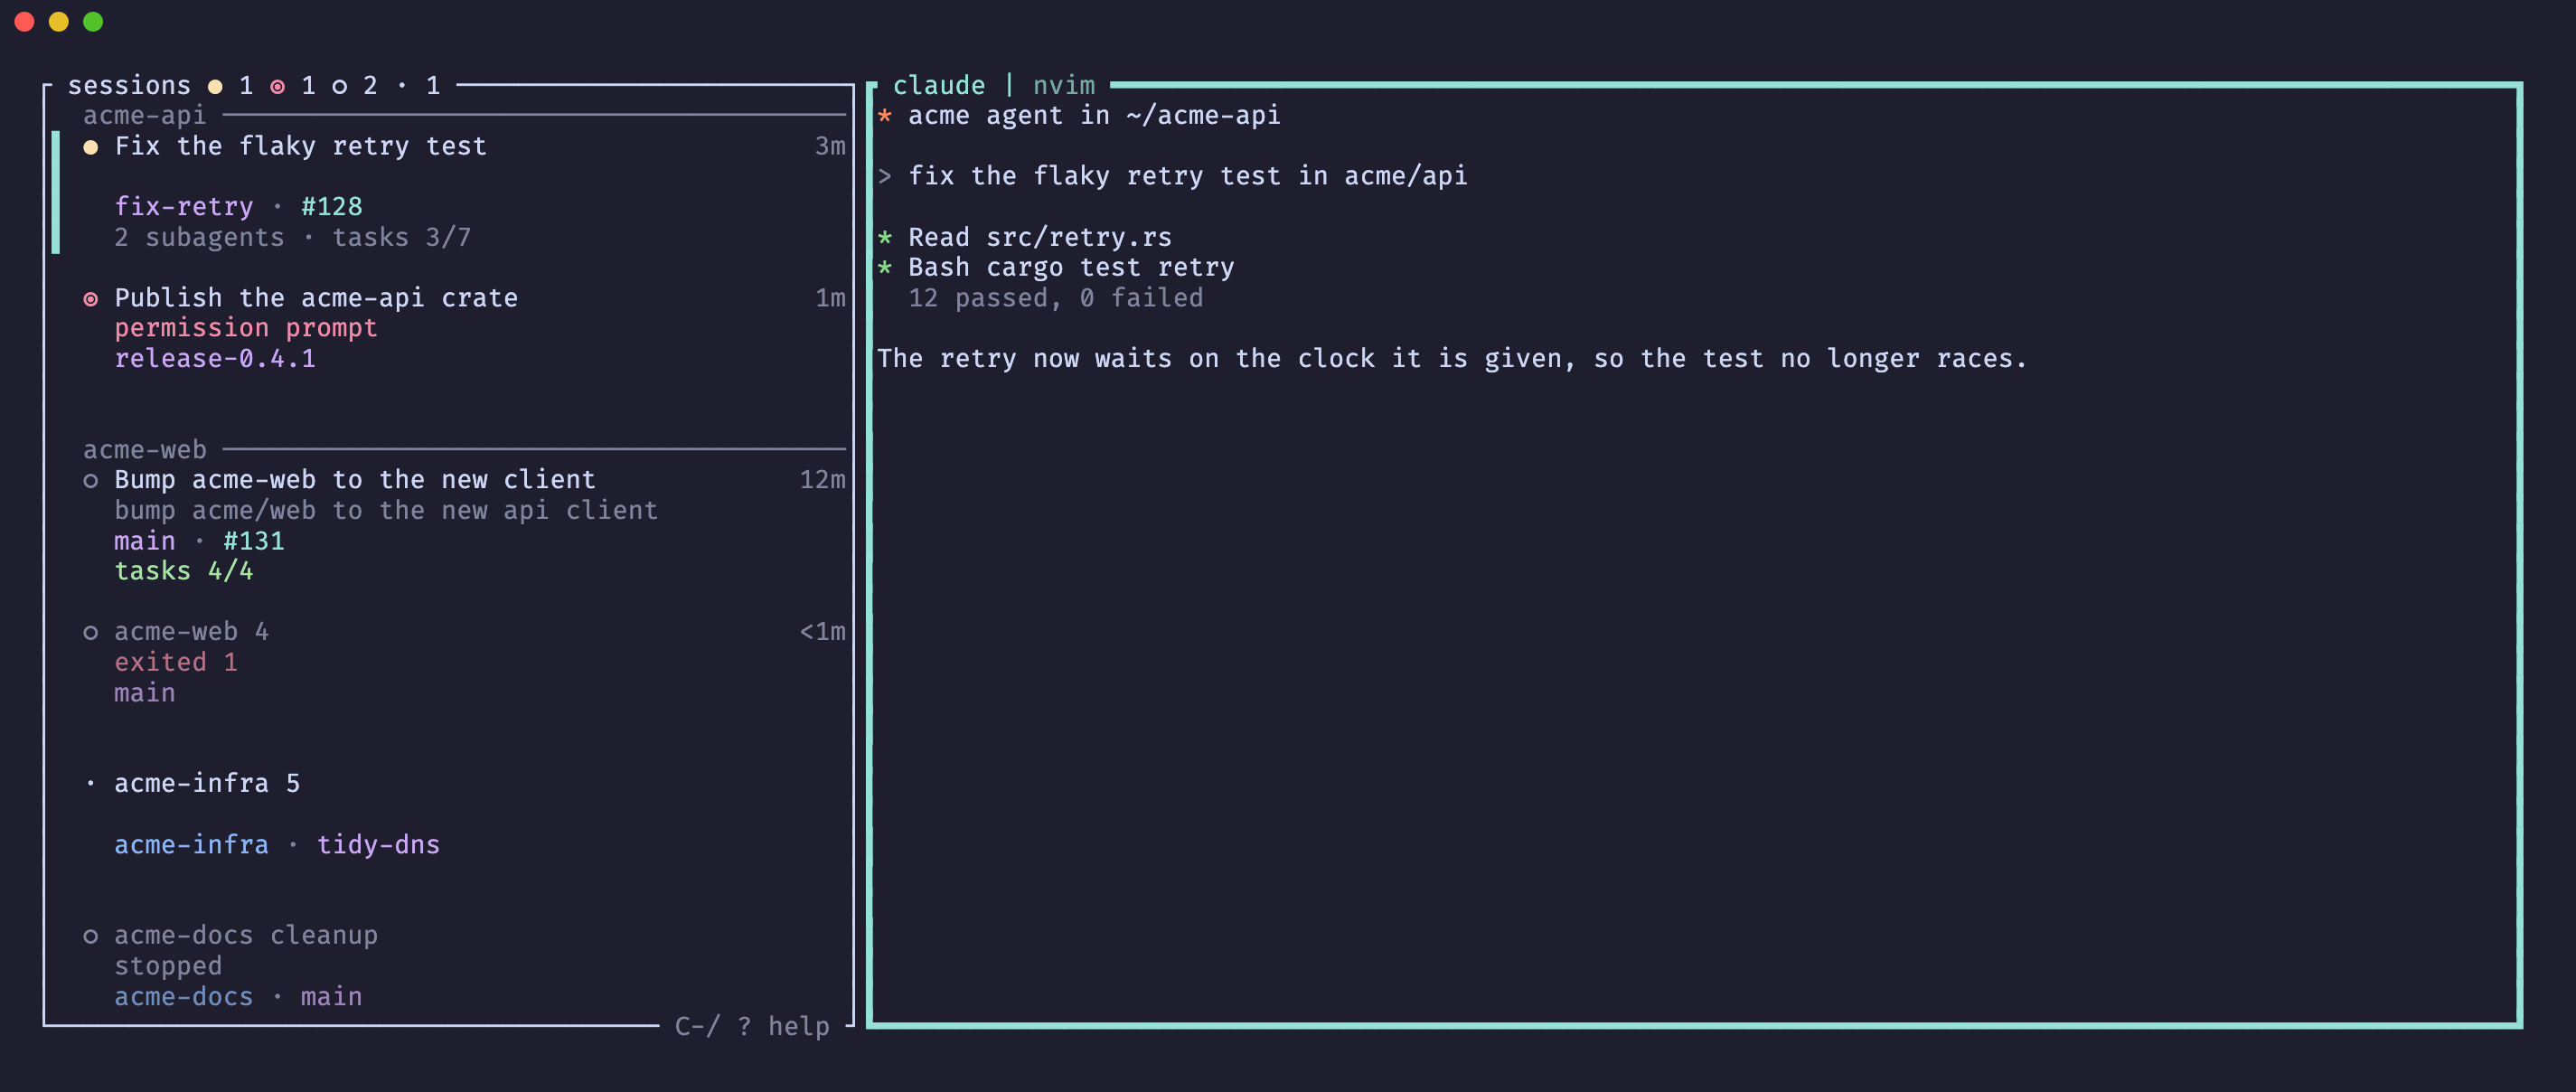 sessions ● 1 ◉ 1 ○ 2 · 1
acme-api
● Fix the flaky retry test 3m
fix-retry · #128
2 subagents · tasks 3/7
◉ Publish the acme-api crate 1m
permission prompt
release-0.4.1
acme-web
○ Bump acme-web to the new client 12m
bump acme/web to the new api client
main · #131
tasks 4/4
○ acme-web 4 <1m
exited 1
main
· acme-infra 5
acme-infra · tidy-dns
○ acme-docs cleanup
stopped
acme-docs · main
C-/ ? help
claude | nvim
* acme agent in ~/acme-api
> fix the flaky retry test in acme/api
* Read src/retry.rs
* Bash cargo test retry
12 passed, 0 failed
The retry now waits on the clock it is given, so the test no longer races.